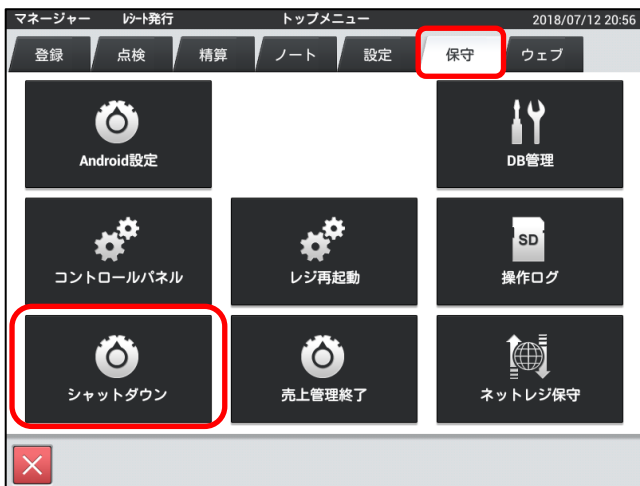 マネージャー ﾚｼｰﾄ発行 トップメニュー 2018/07/12 20:56
登録 点検 精算 ノート 設定 保守 ウェブ
Android設定 DB管理
SD
コントロールパネル レジ再起動 操作ログ
シャットダウン 売上管理終了 ネットレジ保守